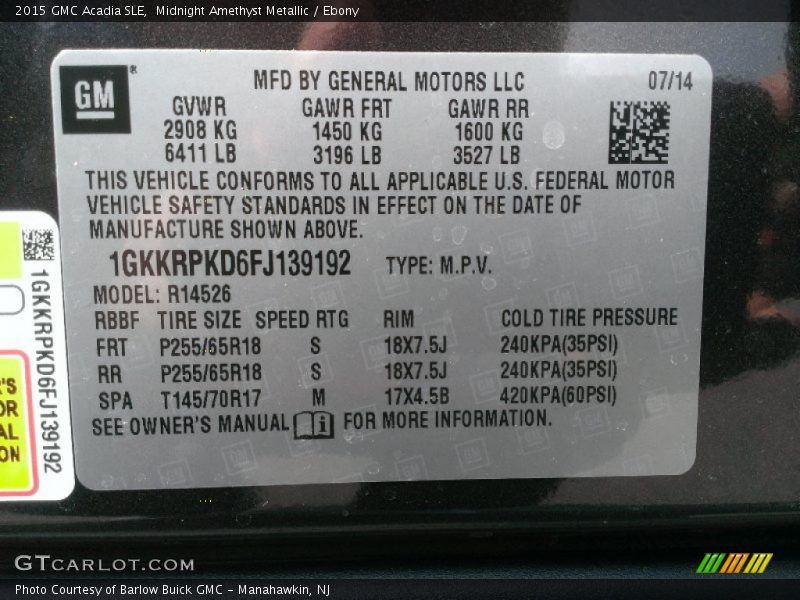 2015 GMC Acadia SLE,  Midnight Amethyst Metallic / Ebony
GM®
MFD BY GENERAL MOTORS LLC 07/14
GVWR GAWR FRT GAWR RR
2908 KG 1450 KG 1600 KG
6411 LB 3196 LB 3527 LB
THIS VEHICLE CONFORMS TO ALL APPLICABLE U.S. FEDERAL MOTOR
VEHICLE SAFETY STANDARDS IN EFFECT ON THE DATE OF
MANUFACTURE SHOWN ABOVE.
1GKKRPKD6FJ139192 TYPE: M.P.V.
MODEL: R14526
RBBF TIRE SIZE SPEED RTG RIM COLD TIRE PRESSURE
FRT P255/65R18 S 18X7.5J 240KPA(35PSI)
RR P255/65R18 S 18X7.5J 240KPA(35PSI)
SPA T145/70R17 M 17X4.5B 420KPA(60PSI)
SEE OWNER'S MANUAL i FOR MORE INFORMATION.
1GKKRPKD6FJ139192
R'S
OR
AL
ON
GTCARLOT.COM
Photo Courtesy of Barlow Buick GMC - Manahawkin, NJ